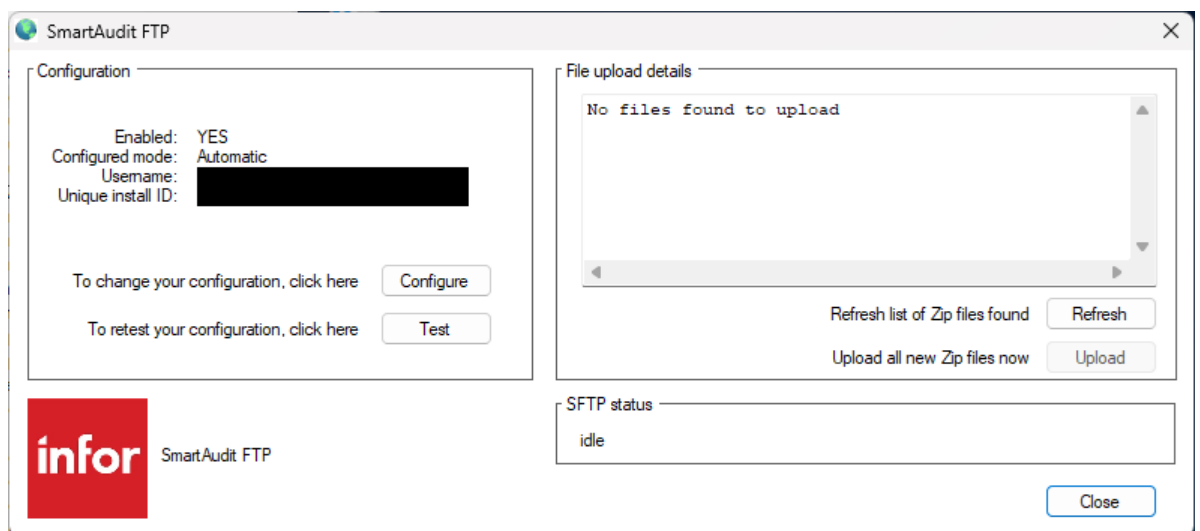 SmartAudit FTP
Configuration
Enabled: YES
Configured mode: Automatic
Username:
Unique install ID:
To change your configuration, click here Configure
To retest your configuration, click here Test
File upload details
No files found to upload
Refresh list of Zip files found Refresh
Upload all new Zip files now Upload
SFTP status
idle
infor SmartAudit FTP
Close